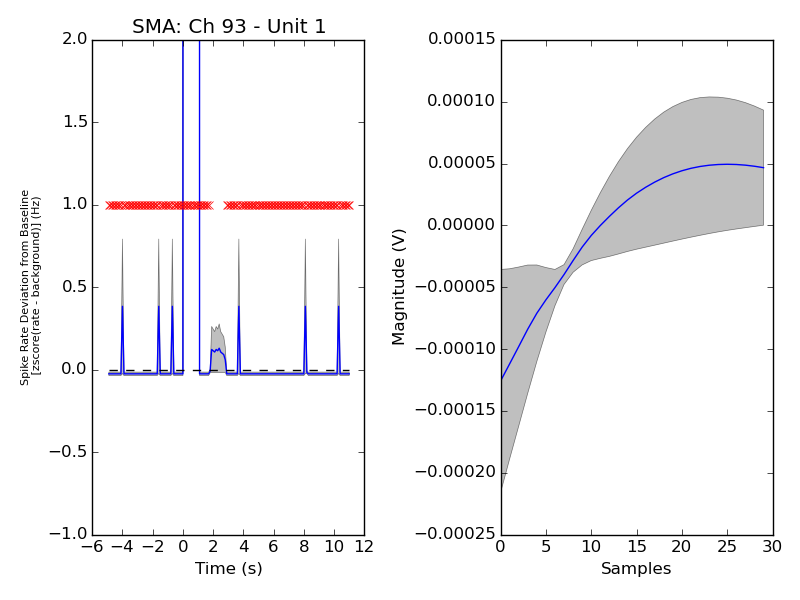 SMA: Ch 93 - Unit 1
2.0
1.5
1.0
0.5
0.0
−0.5
−1.0
−6 −4 −2 0 2 4 6 8 10 12
Time (s)
Spike Rate Deviation from Baseline
[zscore(rate - background)] (Hz)
0.00015
0.00010
0.00005
0.00000
−0.00005
−0.00010
−0.00015
−0.00020
−0.00025
0 5 10 15 20 25 30
Samples
Magnitude (V)